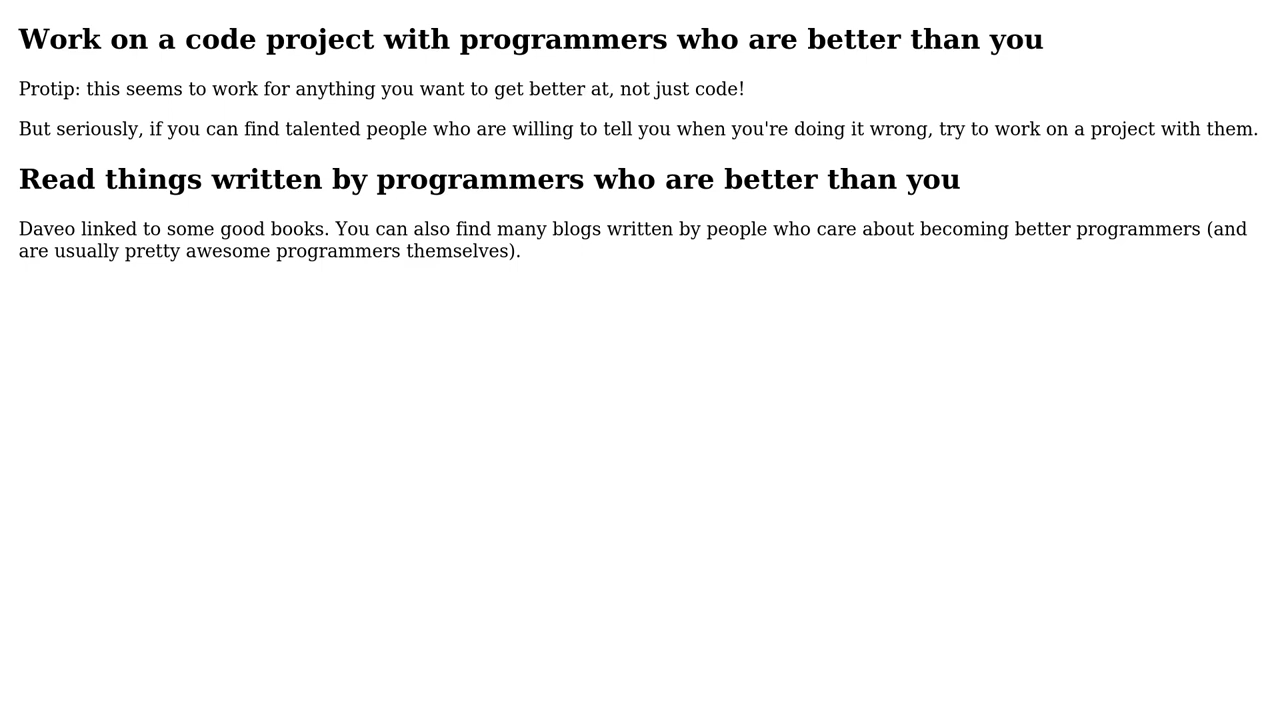 Work on a code project with programmers who are better than you
Protip: this seems to work for anything you want to get better at, not just code!
But seriously, if you can find talented people who are willing to tell you when you're doing it wrong, try to work on a project with them.
Read things written by programmers who are better than you
Daveo linked to some good books. You can also find many blogs written by people who care about becoming better programmers (and
are usually pretty awesome programmers themselves).